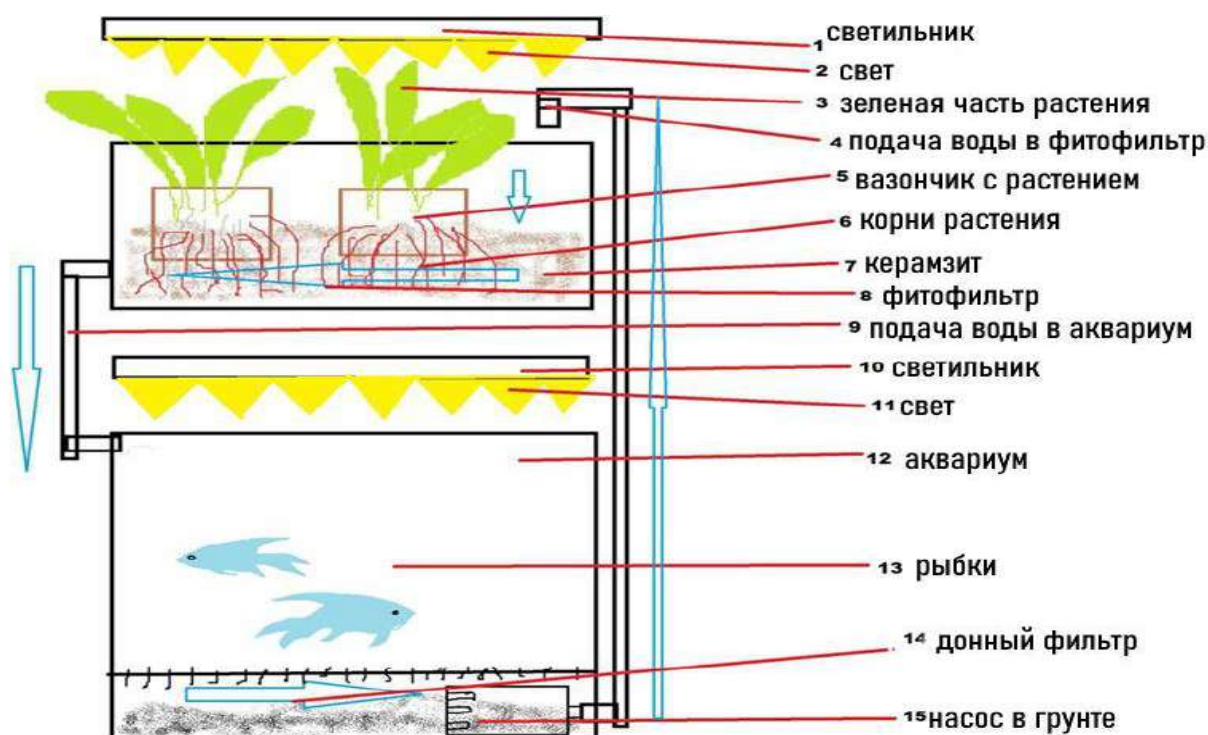 1 светильник
2 свет
3 зеленая часть растения
4 подача воды в фитофильтр
5 вазончик с растением
6 корни растения
7 керамзит
8 фитофильтр
9 подача воды в аквариум
10 светильник
11 свет
12 аквариум
13 рыбки
14 донный фильтр
15 насос в грунте